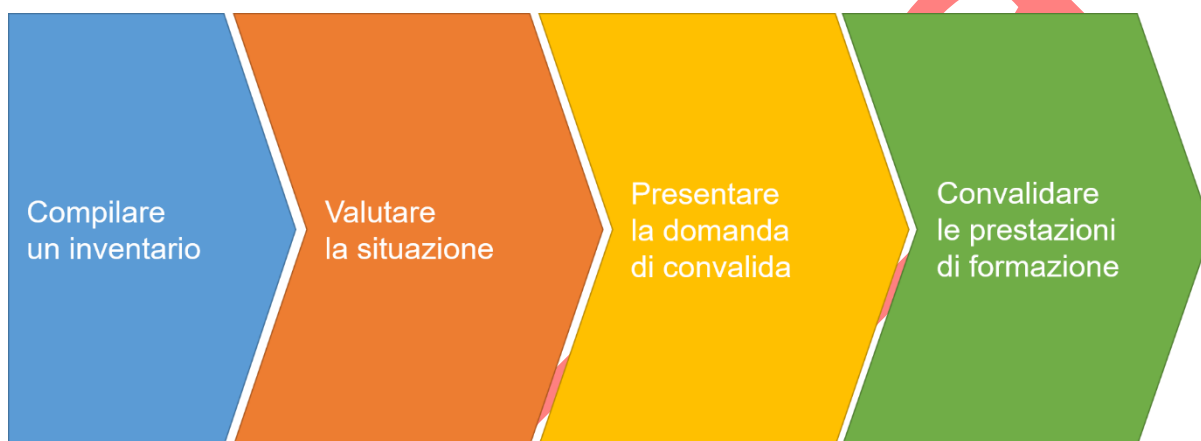 Compilare
un inventario
Valutare
la situazione
Presentare
la domanda
di convalida
Convalidare
le prestazioni
di formazione